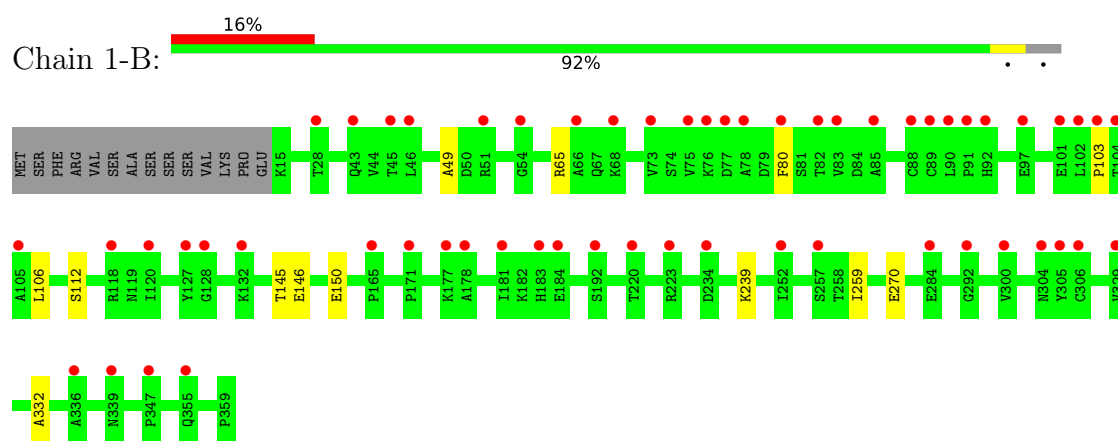 16%
Chain 1-B:
92%
• •
MET SER PHE ARG VAL SER ALA SER SER SER VAL LYS PRO GLU K15 T28 Q43 V44 T45 L46 A49 D50 R51 G54 R65 A66 Q67 K68 V73 S74 V75 K76 D77 A78 D79 F80 S81 T82 V83 D84 A85 C88 C89 L90 P91 H92 E97 E101 L102 P103 T104
A105 L106 S112 R118 N119 I120 Y127 G128 K132 T145 E146 E150 P165 P171 K177 A178 I181 K182 H183 E184 S192 T220 R223 D234 K239 I252 S257 T258 I259 E270 E284 G292 V300 N304 Y305 C306
A332 A336 N339 P347 Q355 P359